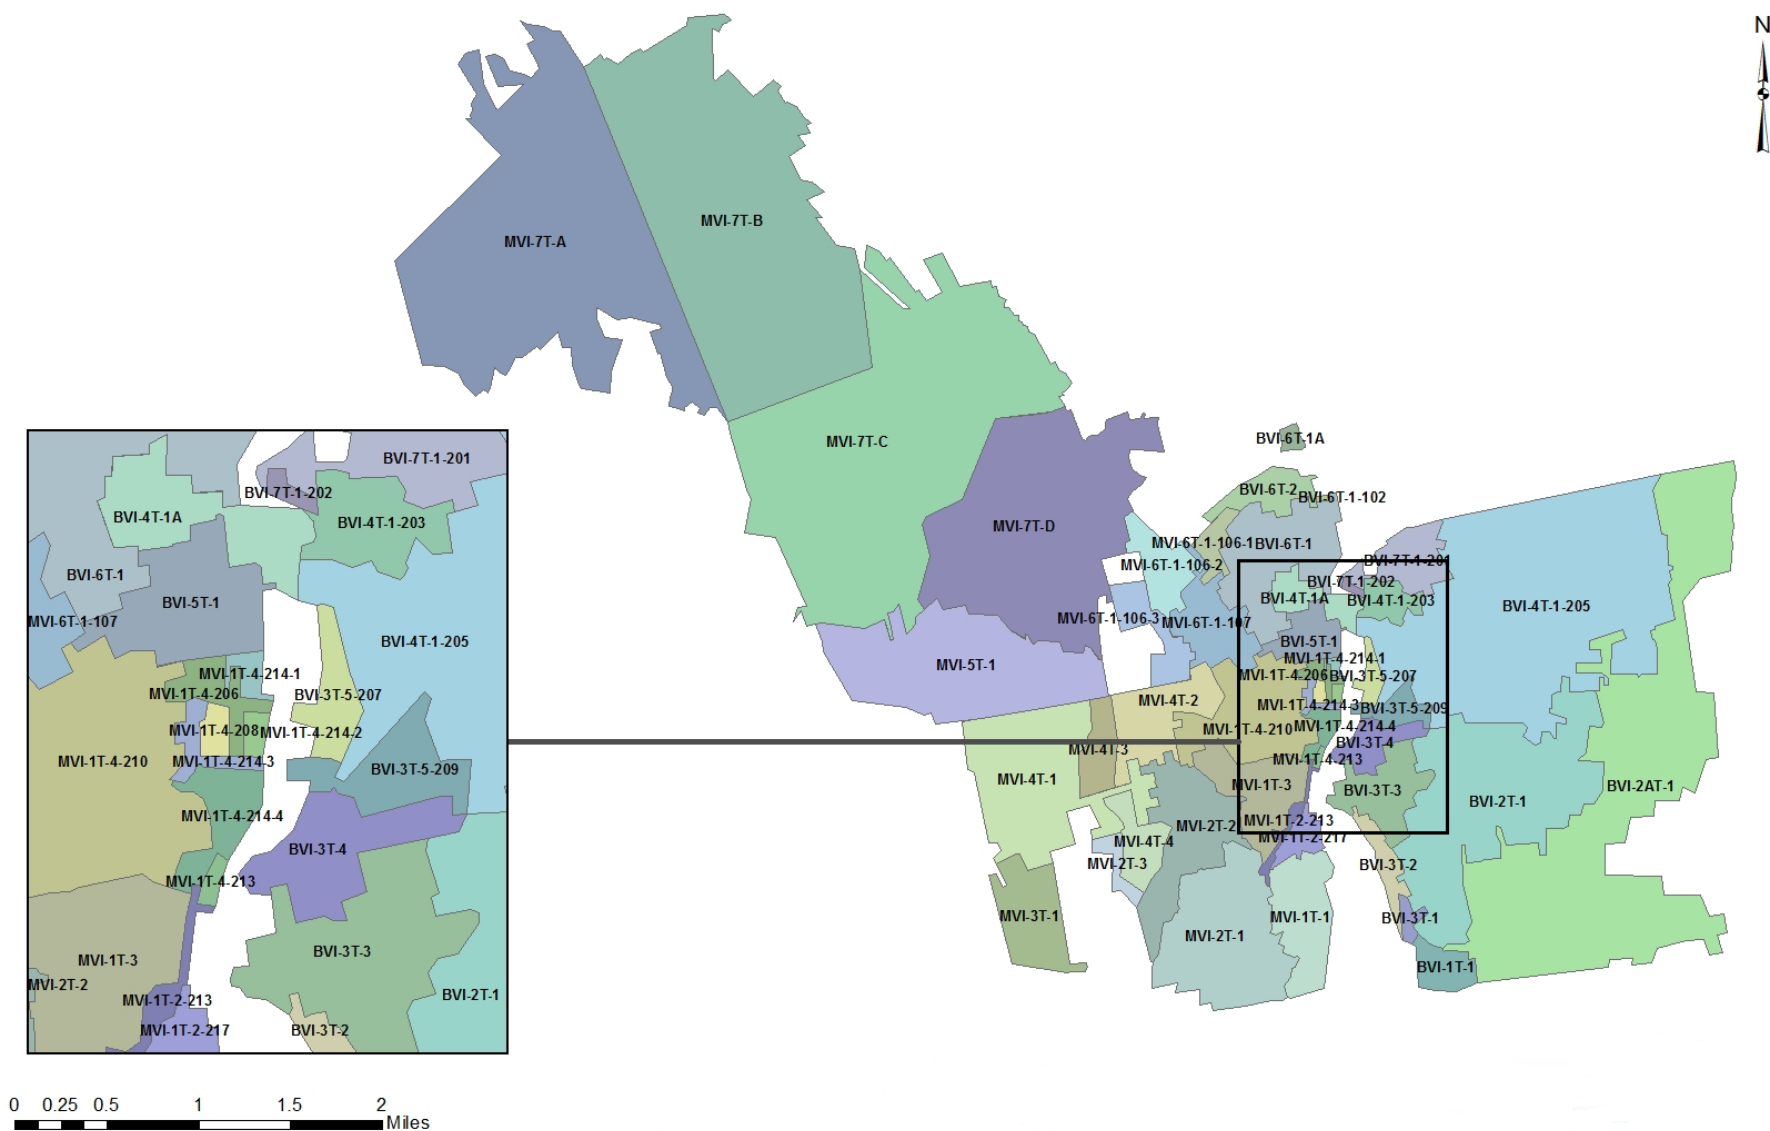 N
MVI-7T-B
MVI-7T-A
MVI-7T-C
BVI-6T-1A
BVI-6T-2
BVI-6T-1-102
MVI-7T-D
MVI-6T-1-106-1
BVI-6T-1
MVI-6T-1-106-2
BVI-7T-1-201
BVI-7T-1-202
BVI-4T-1A
BVI-4T-1-203
BVI-4T-1-205
MVI-6T-1-106-3
MVI-6T-1-107
BVI-5T-1
MVI-1T-4-214-1
MVI-5T-1
MVI-1T-4-206
BVI-3T-5-207
MVI-4T-2
MVI-1T-4-214-3
BVI-3T-5-209
MVI-1T-4-210
MVI-1T-4-214-4
BVI-3T-4
MVI-4T-3
MVI-1T-4-213
MVI-4T-1
MVI-1T-3
BVI-3T-3
BVI-2T-1
BVI-2AT-1
MVI-1T-2-213
MVI-2T-2
MVI-1T-2-217
MVI-4T-4
MVI-2T-3
BVI-3T-2
MVI-3T-1
MVI-1T-1
BVI-3T-1
MVI-2T-1
BVI-1T-1
BVI-7T-1-201
BVI-7T-1-202
BVI-4T-1A
BVI-4T-1-203
BVI-6T-1
BVI-5T-1
MVI-6T-1-107
BVI-4T-1-205
MVI-1T-4-214-1
MVI-1T-4-206
BVI-3T-5-207
MVI-1T-4-208
MVI-1T-4-214-2
MVI-1T-4-210
MVI-1T-4-214-3
BVI-3T-5-209
MVI-1T-4-214-4
BVI-3T-4
MVI-1T-4-213
MVI-1T-3
BVI-3T-3
MVI-2T-2
MVI-1T-2-213
BVI-2T-1
MVI-1T-2-217
BVI-3T-2
0 0.25 0.5 1 1.5 2
Miles